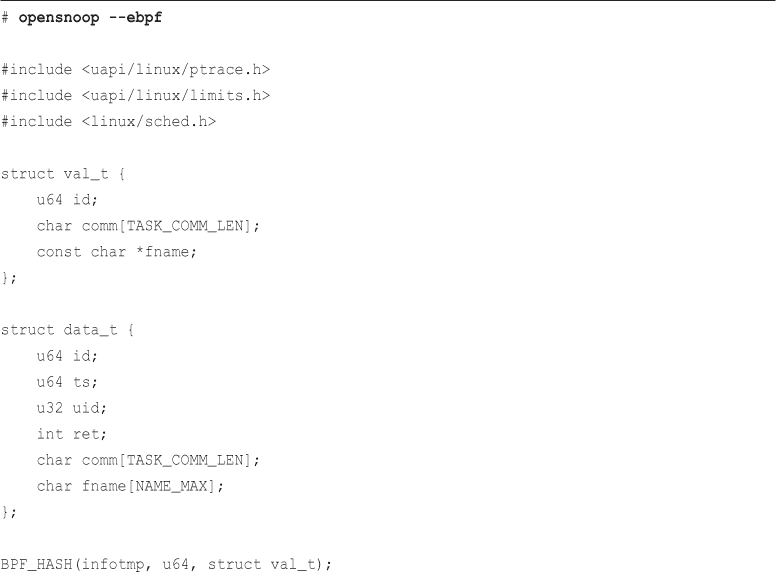 # opensnoop --ebpf
#include <uapi/linux/ptrace.h>
#include <uapi/linux/limits.h>
#include <linux/sched.h>
struct val_t {
    u64 id;
    char comm[TASK_COMM_LEN];
    const char *fname;
};
struct data_t {
    u64 id;
    u64 ts;
    u32 uid;
    int ret;
    char comm[TASK_COMM_LEN];
    char fname[NAME_MAX];
};
BPF_HASH(infotmp, u64, struct val_t);